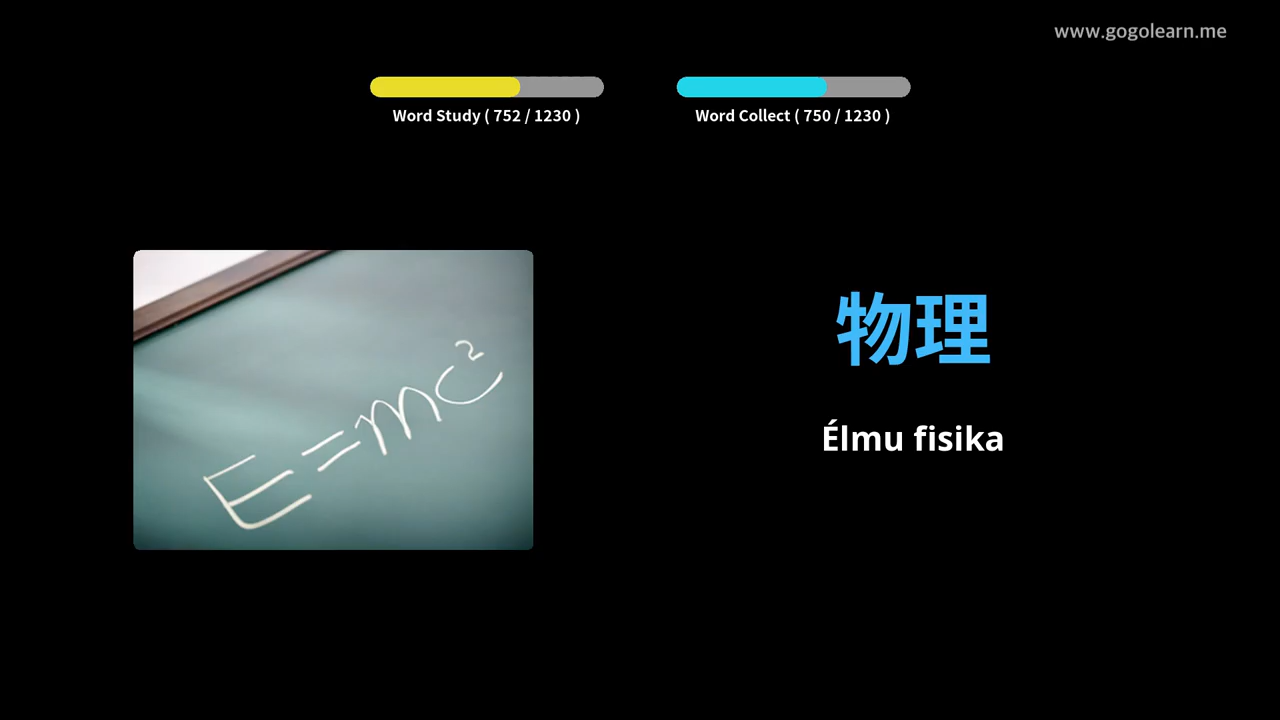 www.gogolearn.me
Word Study ( 752 / 1230 )
Word Collect ( 750 / 1230 )
E=mc²
物理
Élmu fisika